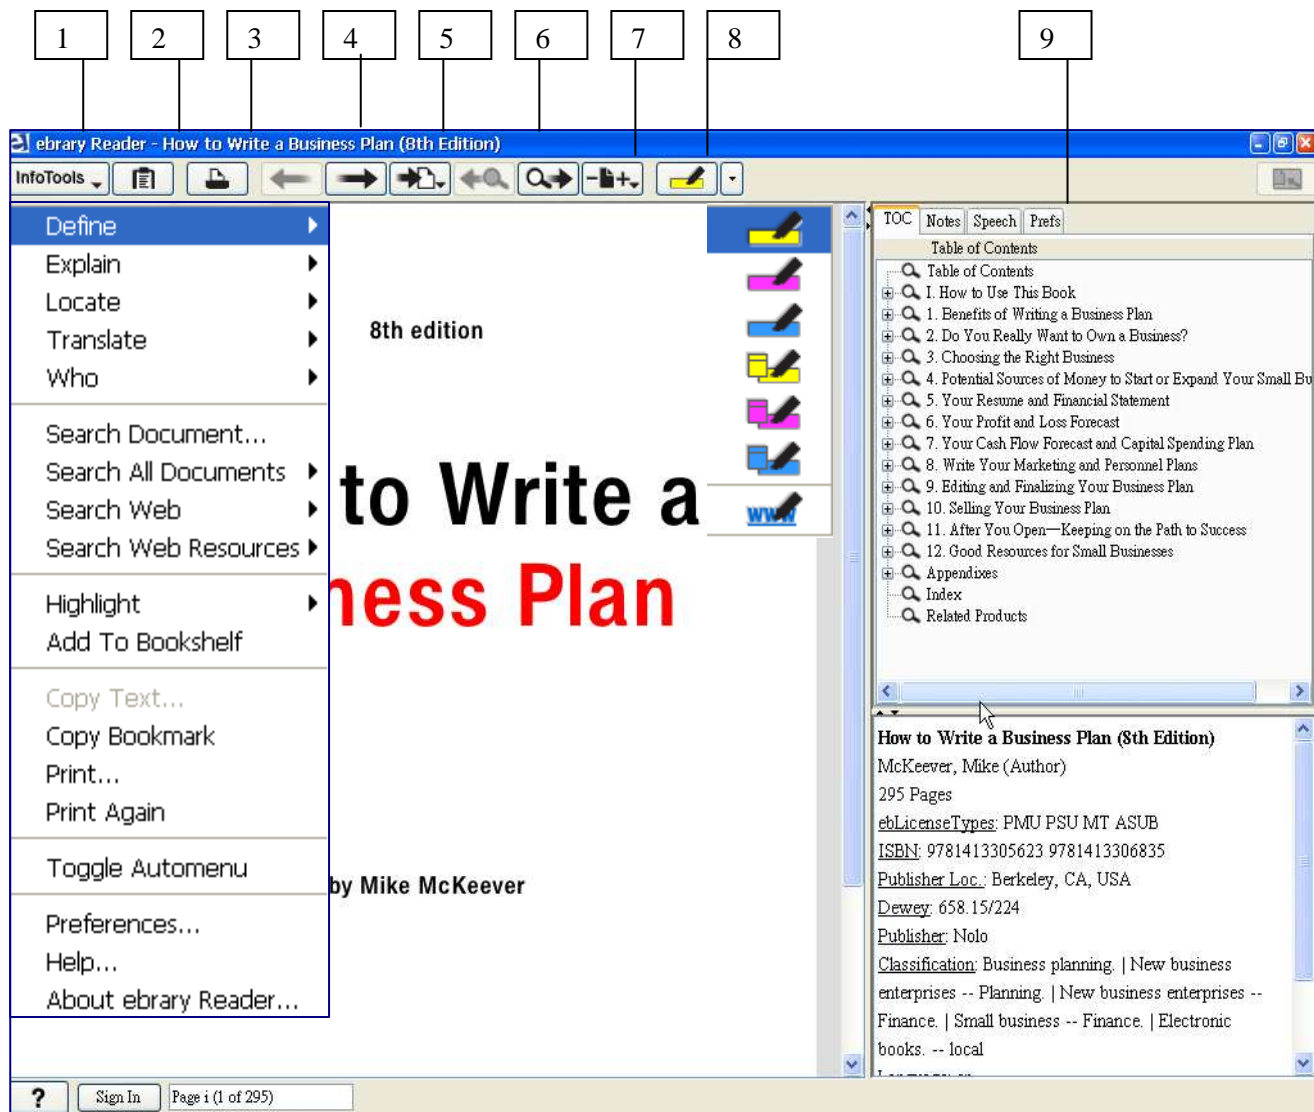 1 2 3 4 5 6 7 8 9
ebrary Reader - How to Write a Business Plan (8th Edition)
InfoTools
Define
Explain
Locate
Translate
Who
Search Document...
Search All Documents
Search Web
Search Web Resources
Highlight
Add To Bookshelf
Copy Text...
Copy Bookmark
Print...
Print Again
Toggle Automenu
Preferences...
Help...
About ebrary Reader...
8th edition
to Write a
ness Plan
by Mike McKeever
www
TOC Notes Speech Prefs
Table of Contents
Table of Contents
I. How to Use This Book
1. Benefits of Writing a Business Plan
2. Do You Really Want to Own a Business?
3. Choosing the Right Business
4. Potential Sources of Money to Start or Expand Your Small Bu
5. Your Resume and Financial Statement
6. Your Profit and Loss Forecast
7. Your Cash Flow Forecast and Capital Spending Plan
8. Write Your Marketing and Personnel Plans
9. Editing and Finalizing Your Business Plan
10. Selling Your Business Plan
11. After You Open—Keeping on the Path to Success
12. Good Resources for Small Businesses
Appendixes
Index
Related Products
How to Write a Business Plan (8th Edition)
McKeever, Mike (Author)
295 Pages
ebLicenseTypes: PMU PSU MT ASUB
ISBN: 9781413305623 9781413306835
Publisher Loc.: Berkeley, CA, USA
Dewey: 658.15/224
Publisher: Nolo
Classification: Business planning. | New business
enterprises -- Planning. | New business enterprises --
Finance. | Small business -- Finance. | Electronic
books. -- local
? Sign In Page i (1 of 295)